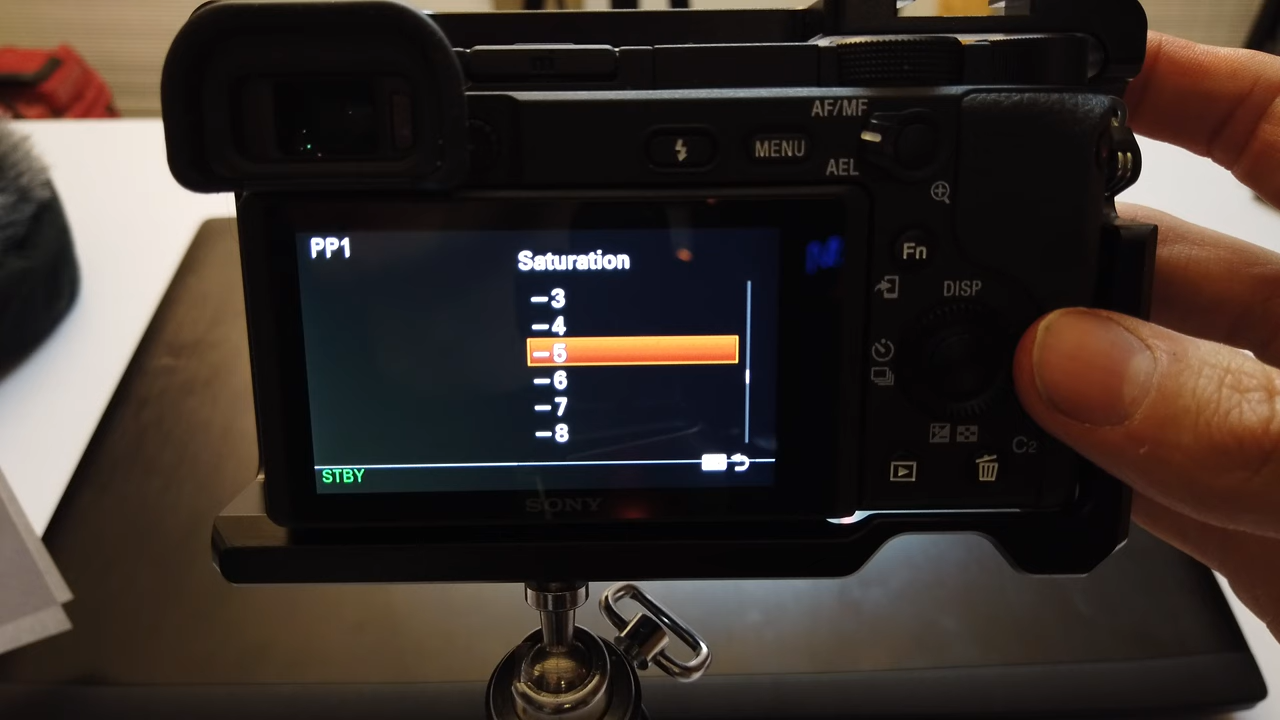 AF/MF
MENU
AEL
PP1
Saturation
Fn
−3
DISP
−4
−5
−6
−7
−8
C2
STBY
SONY